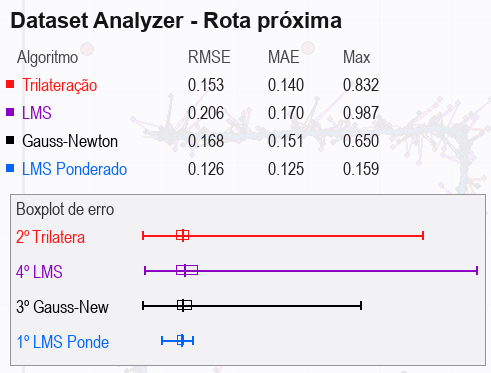 Dataset Analyzer - Rota próxima
Algoritmo RMSE MAE Max
Trilateração 0.153 0.140 0.832
LMS 0.206 0.170 0.987
Gauss-Newton 0.168 0.151 0.650
LMS Ponderado 0.126 0.125 0.159
Boxplot de erro
2º Trilatera
4º LMS
3º Gauss-New
1º LMS Ponde